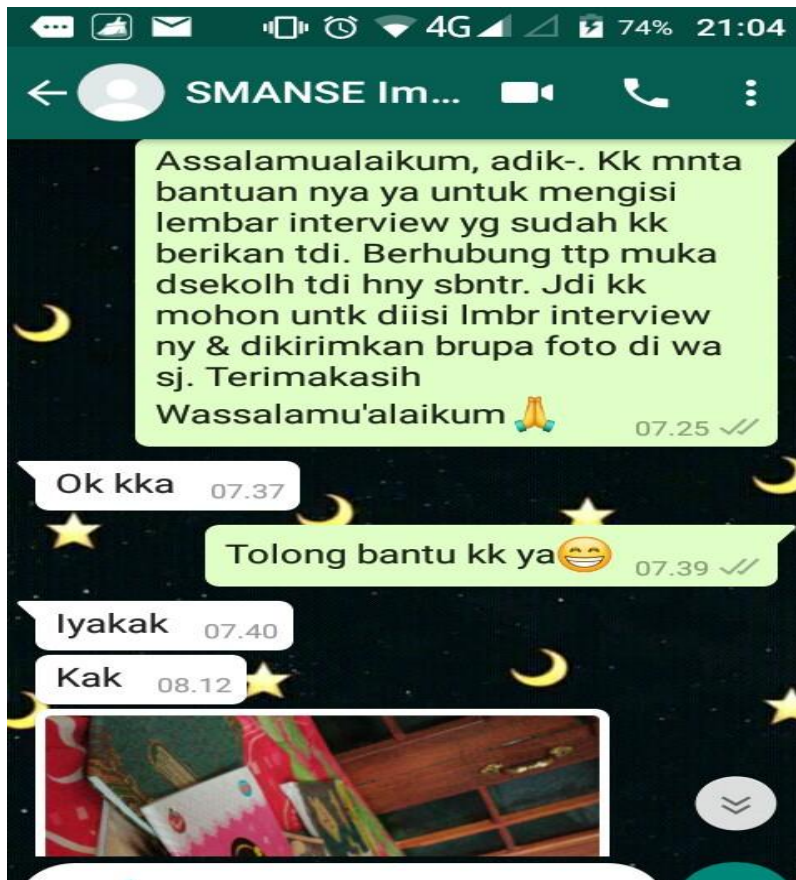 4G 74% 21:04
SMANSE Im...
Assalamualaikum, adik-. Kk mnta
bantuan nya ya untuk mengisi
lembar interview yg sudah kk
berikan tdi. Berhubung ttp muka
dsekolh tdi hny sbntr. Jdi kk
mohon untk diisi lmbr interview
ny & dikirimkan brupa foto di wa
sj. Terimakasih
Wassalamu'alaikum 🙏
07.25
Ok kka 07.37
Tolong bantu kk ya😁 07.39
Iyakak 07.40
Kak 08.12